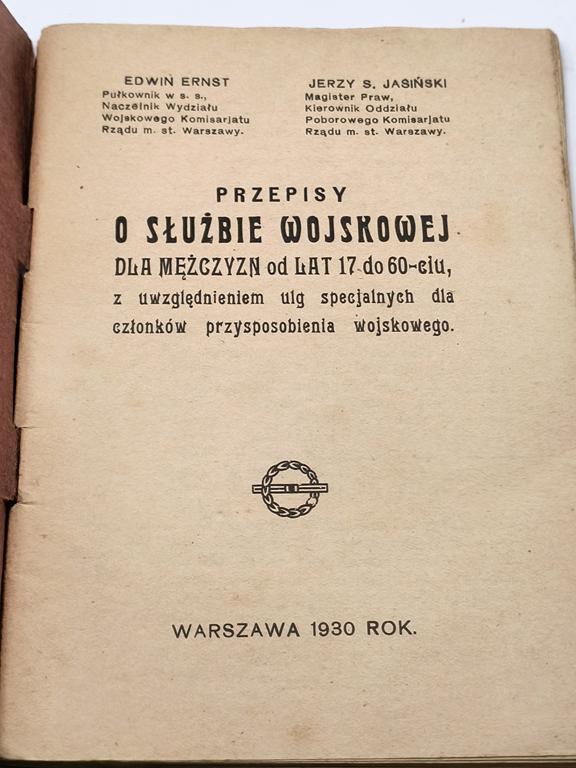 EDWIN ERNST
Pułkownik w s. s.,
Naczelnik Wydziału
Wojskowego Komisarjatu
Rządu m. st. Warszawy.
JERZY S. JASIŃSKI
Magister Praw,
Kierownik Oddziału
Poborowego Komisarjatu
Rządu m. st. Warszawy.
PRZEPISY
O SŁUŻBIE WOJSKOWEJ
DLA MĘŻCZYZN od LAT 17 do 60-ciu,
z uwzględnieniem ulg specjalnych dla
członków przysposobienia wojskowego.
WARSZAWA 1930 ROK.